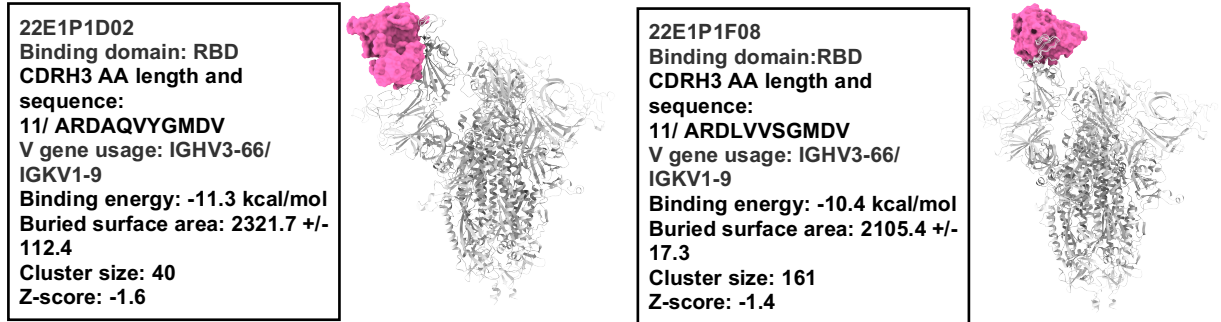 22E1P1D02
Binding domain: RBD
CDRH3 AA length and
sequence:
11/ ARDAQVYGMDV
V gene usage: IGHV3-66/
IGKV1-9
Binding energy: -11.3 kcal/mol
Buried surface area: 2321.7 +/-
112.4
Cluster size: 40
Z-score: -1.6
22E1P1F08
Binding domain:RBD
CDRH3 AA length and
sequence:
11/ ARDLVVSGMDV
V gene usage: IGHV3-66/
IGKV1-9
Binding energy: -10.4 kcal/mol
Buried surface area: 2105.4 +/-
17.3
Cluster size: 161
Z-score: -1.4